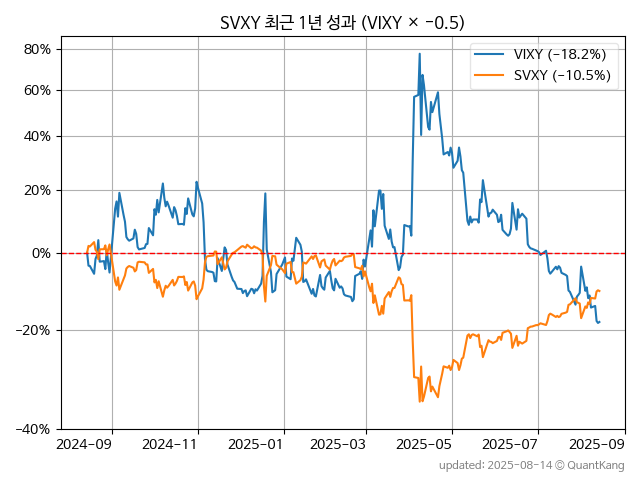 SVXY 최근 1년 성과 (VIXY × −0.5)
VIXY (−18.2%)
SVXY (−10.5%)
80%
60%
40%
20%
0%
−20%
−40%
2024−09 2024−11 2025−01 2025−03 2025−05 2025−07 2025−09
updated: 2025-08-14 © QuantKang